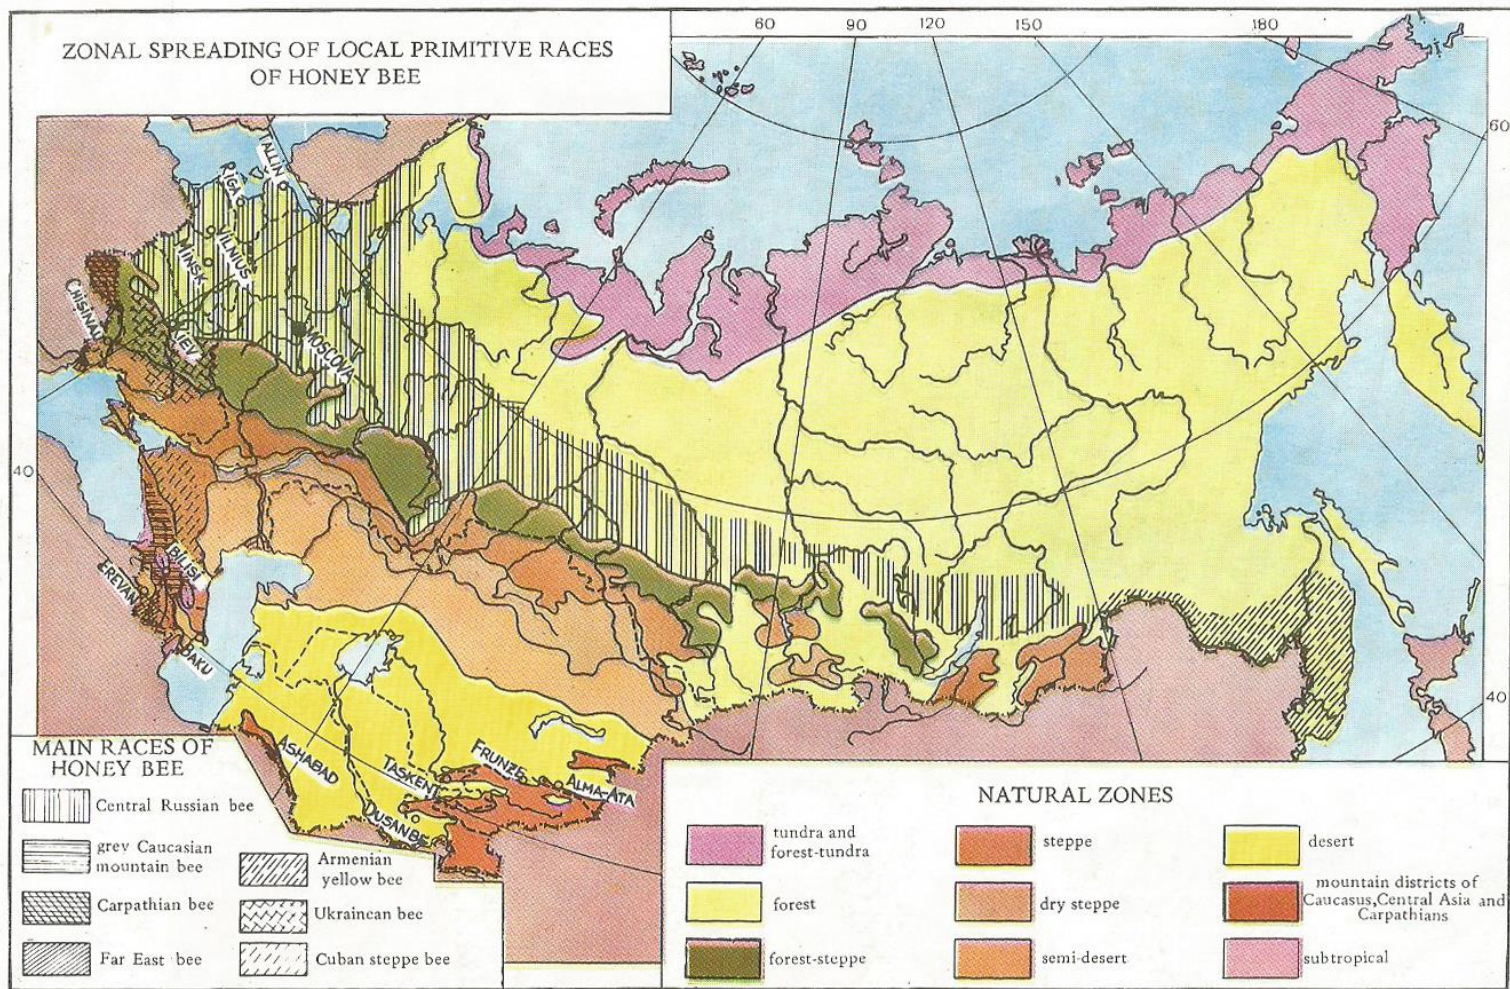 ZONAL SPREADING OF LOCAL PRIMITIVE RACES
OF HONEY BEE
60
90
120
150
180
60
40
40
TALLIN
RIGA
VILNIUS
MINSK
CHISINAU
KIEV
MOSCOVA
BILISI
EREVAN
BAKU
ASHABAD
TASKENT
FRUNZE
ALMA-ATA
DUSANBE
MAIN RACES OF
HONEY BEE
Central Russian bee
grev Caucasian
mountain bee
Carpathian bee
Far East bee
Armenian
yellow bee
Ukraincan bee
Cuban steppe bee
NATURAL ZONES
tundra and
forest-tundra
forest
forest-steppe
steppe
dry steppe
semi-desert
desert
mountain districts of
Caucasus,Central Asia and
Carpathians
subtropical